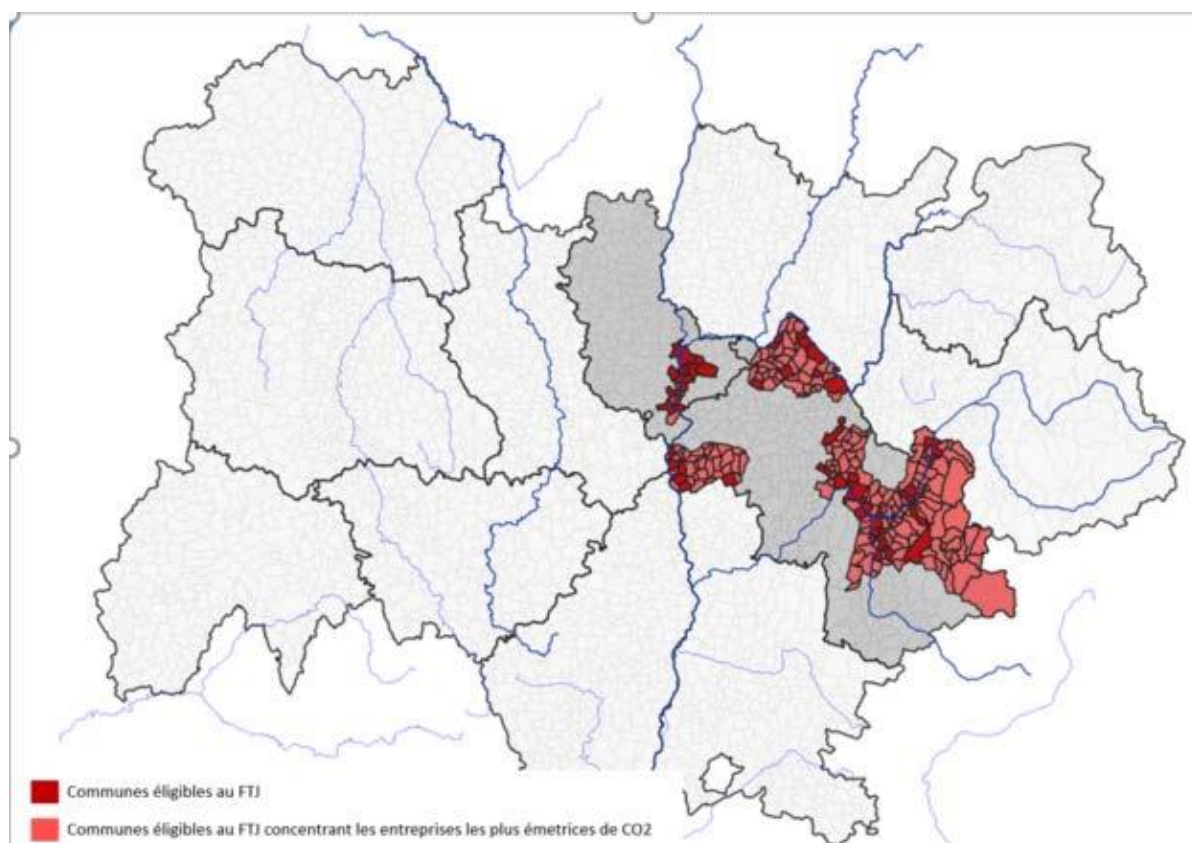 Communes éligibles au FTJ
Communes éligibles au FTJ concentrant les entreprises les plus émetrices de CO2